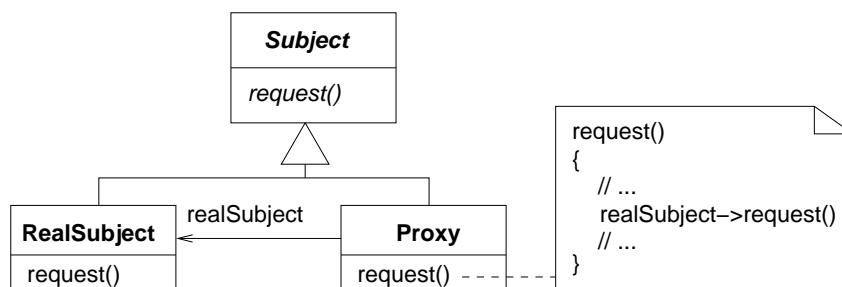 Subject
request()
realSubject
RealSubject
request()
Proxy
request()
request()
{
// ...
realSubject−>request()
// ...
}